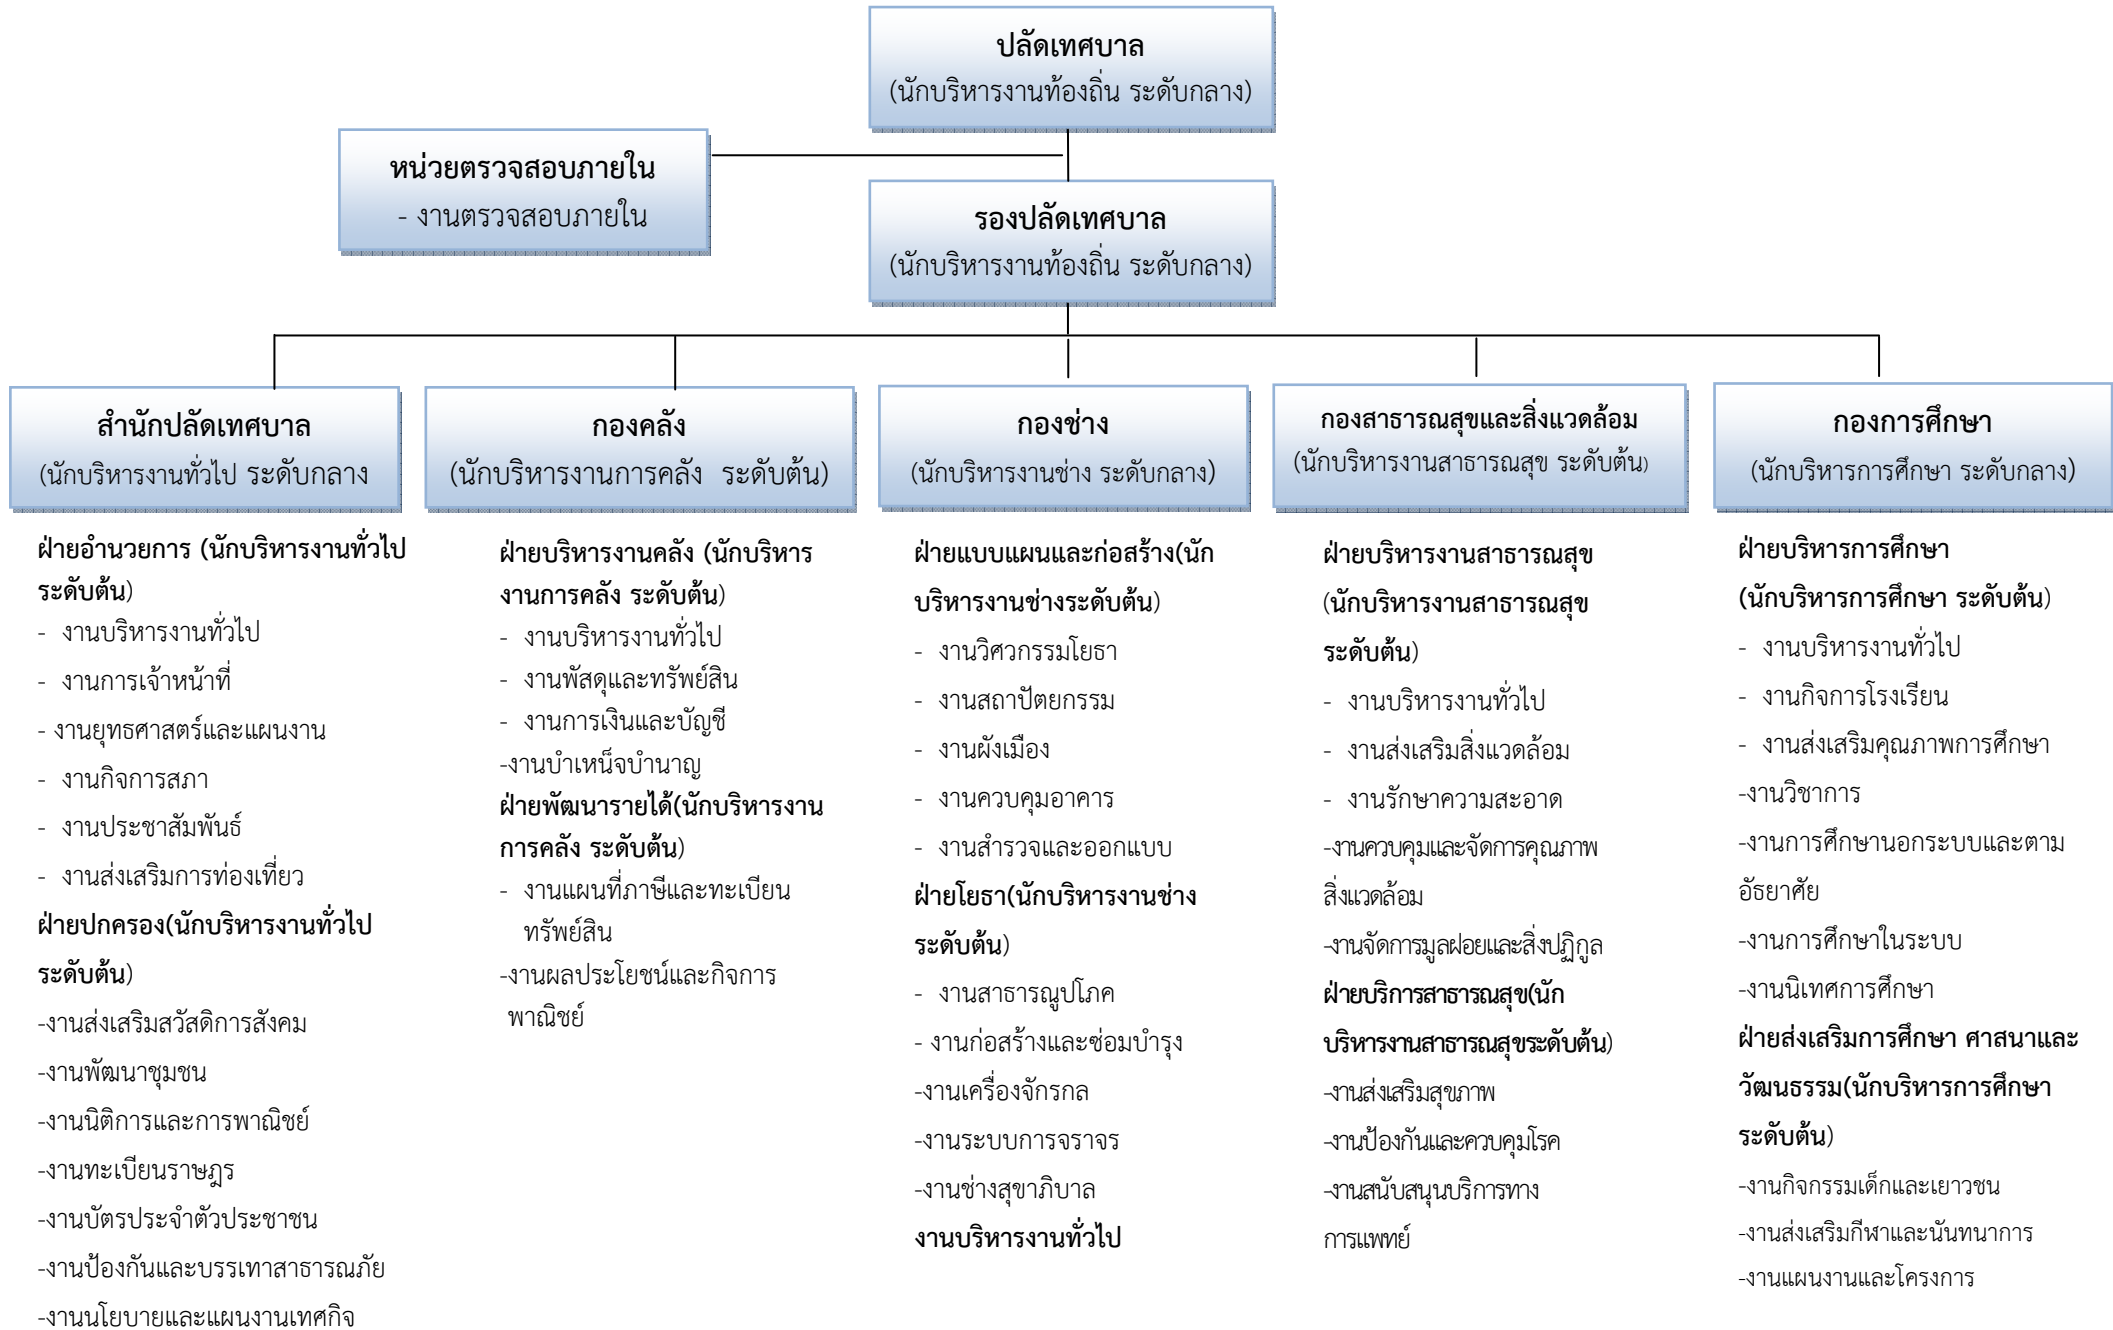 ปลัดเทศบาล
(นักบริหารงานท้องถิ่น ระดับกลาง)
หน่วยตรวจสอบภายใน
- งานตรวจสอบภายใน
รองปลัดเทศบาล
(นักบริหารงานท้องถิ่น ระดับกลาง)
สำนักปลัดเทศบาล
(นักบริหารงานทั่วไป ระดับกลาง
ฝ่ายอำนวยการ (นักบริหารงานทั่วไป
ระดับต้น)
- งานบริหารงานทั่วไป
- งานการเจ้าหน้าที่
- งานยุทธศาสตร์และแผนงาน
- งานกิจการสภา
- งานประชาสัมพันธ์
- งานส่งเสริมการท่องเที่ยว
ฝ่ายปกครอง(นักบริหารงานทั่วไป
ระดับต้น)
-งานส่งเสริมสวัสดิการสังคม
-งานพัฒนาชุมชน
-งานนิติการและการพาณิชย์
-งานทะเบียนราษฎร
-งานบัตรประจำตัวประชาชน
-งานป้องกันและบรรเทาสาธารณภัย
-งานนโยบายและแผนงานเทศกิจ
กองคลัง
(นักบริหารงานการคลัง ระดับต้น)
ฝ่ายบริหารงานคลัง (นักบริหาร
งานการคลัง ระดับต้น)
- งานบริหารงานทั่วไป
- งานพัสดุและทรัพย์สิน
- งานการเงินและบัญชี
-งานบำเหน็จบำนาญ
ฝ่ายพัฒนารายได้(นักบริหารงาน
การคลัง ระดับต้น)
- งานแผนที่ภาษีและทะเบียน
ทรัพย์สิน
-งานผลประโยชน์และกิจการ
พาณิชย์
กองช่าง
(นักบริหารงานช่าง ระดับกลาง)
ฝ่ายแบบแผนและก่อสร้าง(นัก
บริหารงานช่างระดับต้น)
- งานวิศวกรรมโยธา
- งานสถาปัตยกรรม
- งานผังเมือง
- งานควบคุมอาคาร
- งานสำรวจและออกแบบ
ฝ่ายโยธา(นักบริหารงานช่าง
ระดับต้น)
- งานสาธารณูปโภค
- งานก่อสร้างและซ่อมบำรุง
-งานเครื่องจักรกล
-งานระบบการจราจร
-งานช่างสุขาภิบาล
งานบริหารงานทั่วไป
กองสาธารณสุขและสิ่งแวดล้อม
(นักบริหารงานสาธารณสุข ระดับต้น)
ฝ่ายบริหารงานสาธารณสุข
(นักบริหารงานสาธารณสุข
ระดับต้น)
- งานบริหารงานทั่วไป
- งานส่งเสริมสิ่งแวดล้อม
- งานรักษาความสะอาด
-งานควบคุมและจัดการคุณภาพ
สิ่งแวดล้อม
-งานจัดการมูลฝอยและสิ่งปฏิกูล
ฝ่ายบริการสาธารณสุข(นัก
บริหารงานสาธารณสุขระดับต้น)
-งานส่งเสริมสุขภาพ
-งานป้องกันและควบคุมโรค
-งานสนับสนุนบริการทาง
การแพทย์
กองการศึกษา
(นักบริหารการศึกษา ระดับกลาง)
ฝ่ายบริหารการศึกษา
(นักบริหารการศึกษา ระดับต้น)
- งานบริหารงานทั่วไป
- งานกิจการโรงเรียน
- งานส่งเสริมคุณภาพการศึกษา
-งานวิชาการ
-งานการศึกษานอกระบบและตาม
อัธยาศัย
-งานการศึกษาในระบบ
-งานนิเทศการศึกษา
ฝ่ายส่งเสริมการศึกษา ศาสนาและ
วัฒนธรรม(นักบริหารการศึกษา
ระดับต้น)
-งานกิจกรรมเด็กและเยาวชน
-งานส่งเสริมกีฬาและนันทนาการ
-งานแผนงานและโครงการ